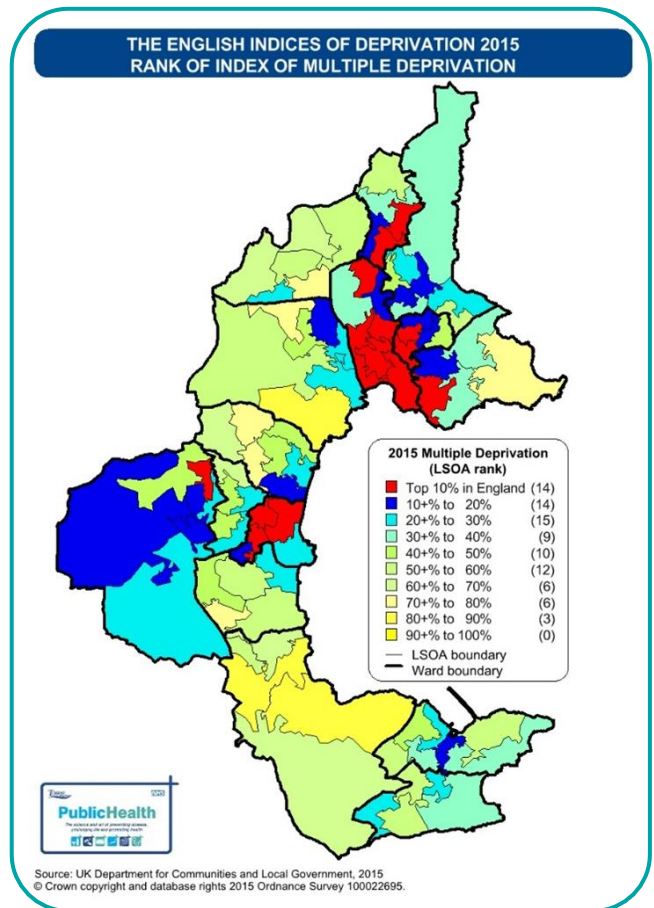 THE ENGLISH INDICES OF DEPRIVATION 2015
RANK OF INDEX OF MULTIPLE DEPRIVATION
2015 Multiple Deprivation
(LSOA rank)
Top 10% in England (14)
10+% to 20% (14)
20+% to 30% (15)
30+% to 40% (9)
40+% to 50% (10)
50+% to 60% (12)
60+% to 70% (6)
70+% to 80% (6)
80+% to 90% (3)
90+% to 100% (0)
LSOA boundary
Ward boundary
NHS
PublicHealth
Source: UK Department for Communities and Local Government, 2015
© Crown copyright and database rights 2015 Ordnance Survey 100022695.